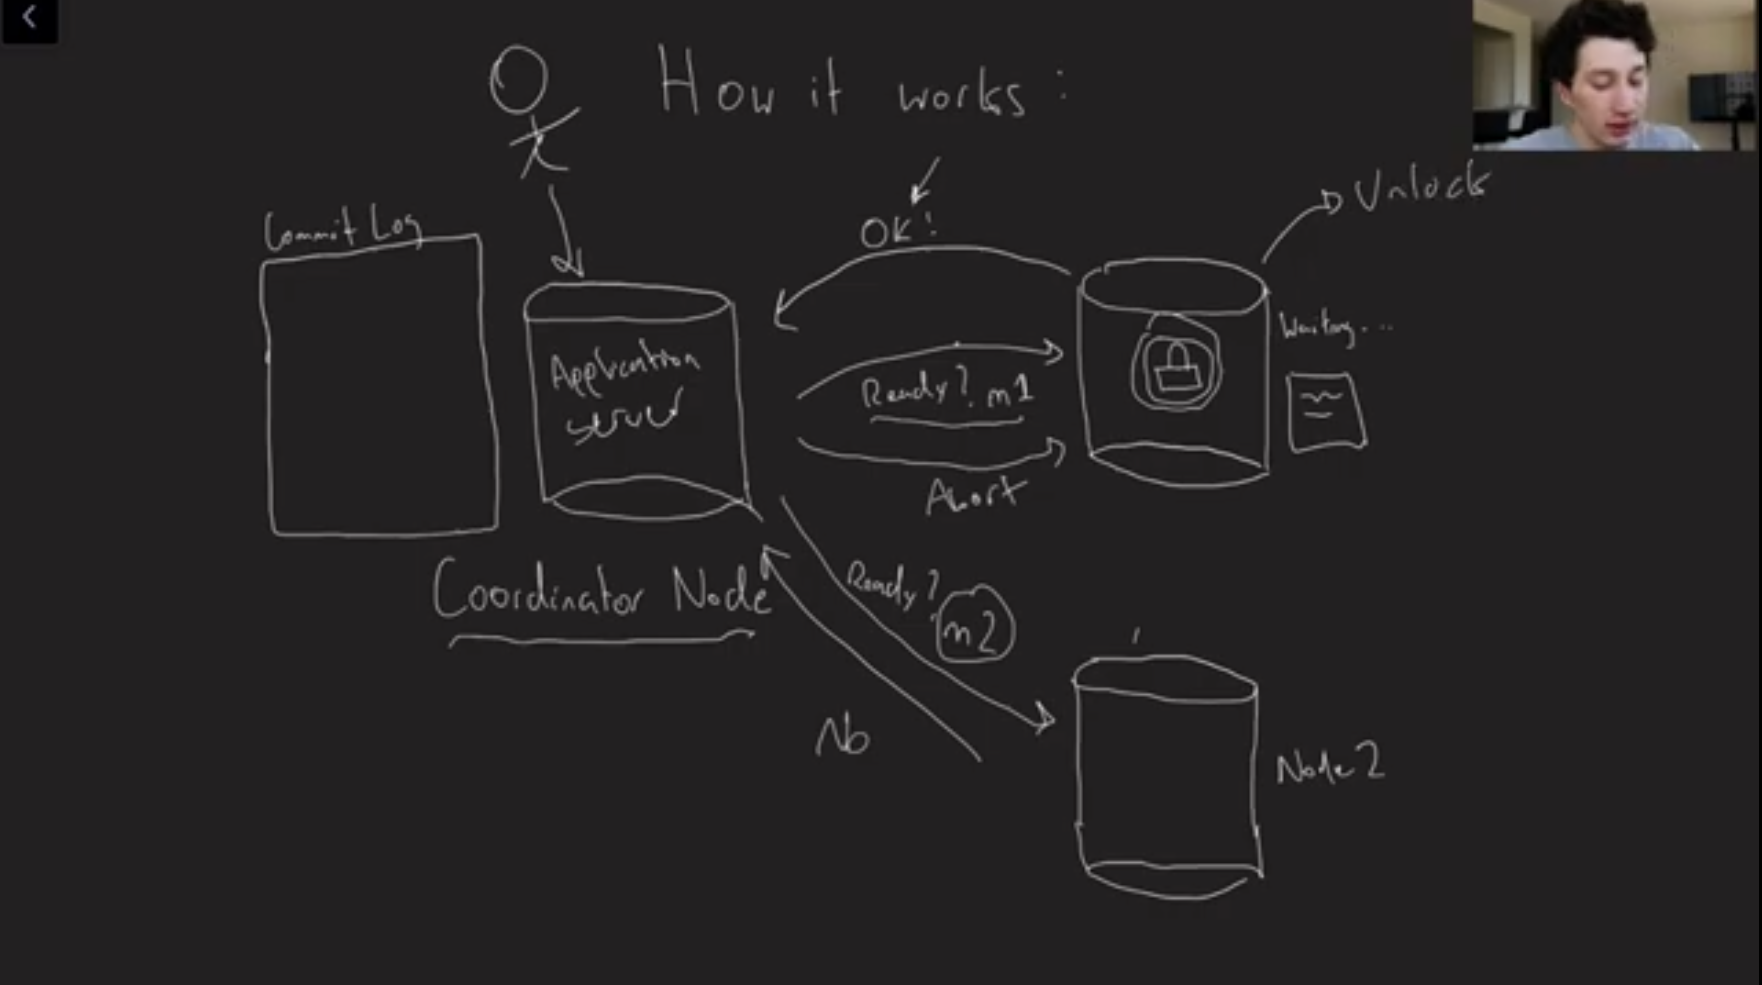 How it works:
Unlock
OK!
Commit Log
Waiting...
Application
server
Ready? m1
Abort
Coordinator Node
Ready?
m2
No
Node 2